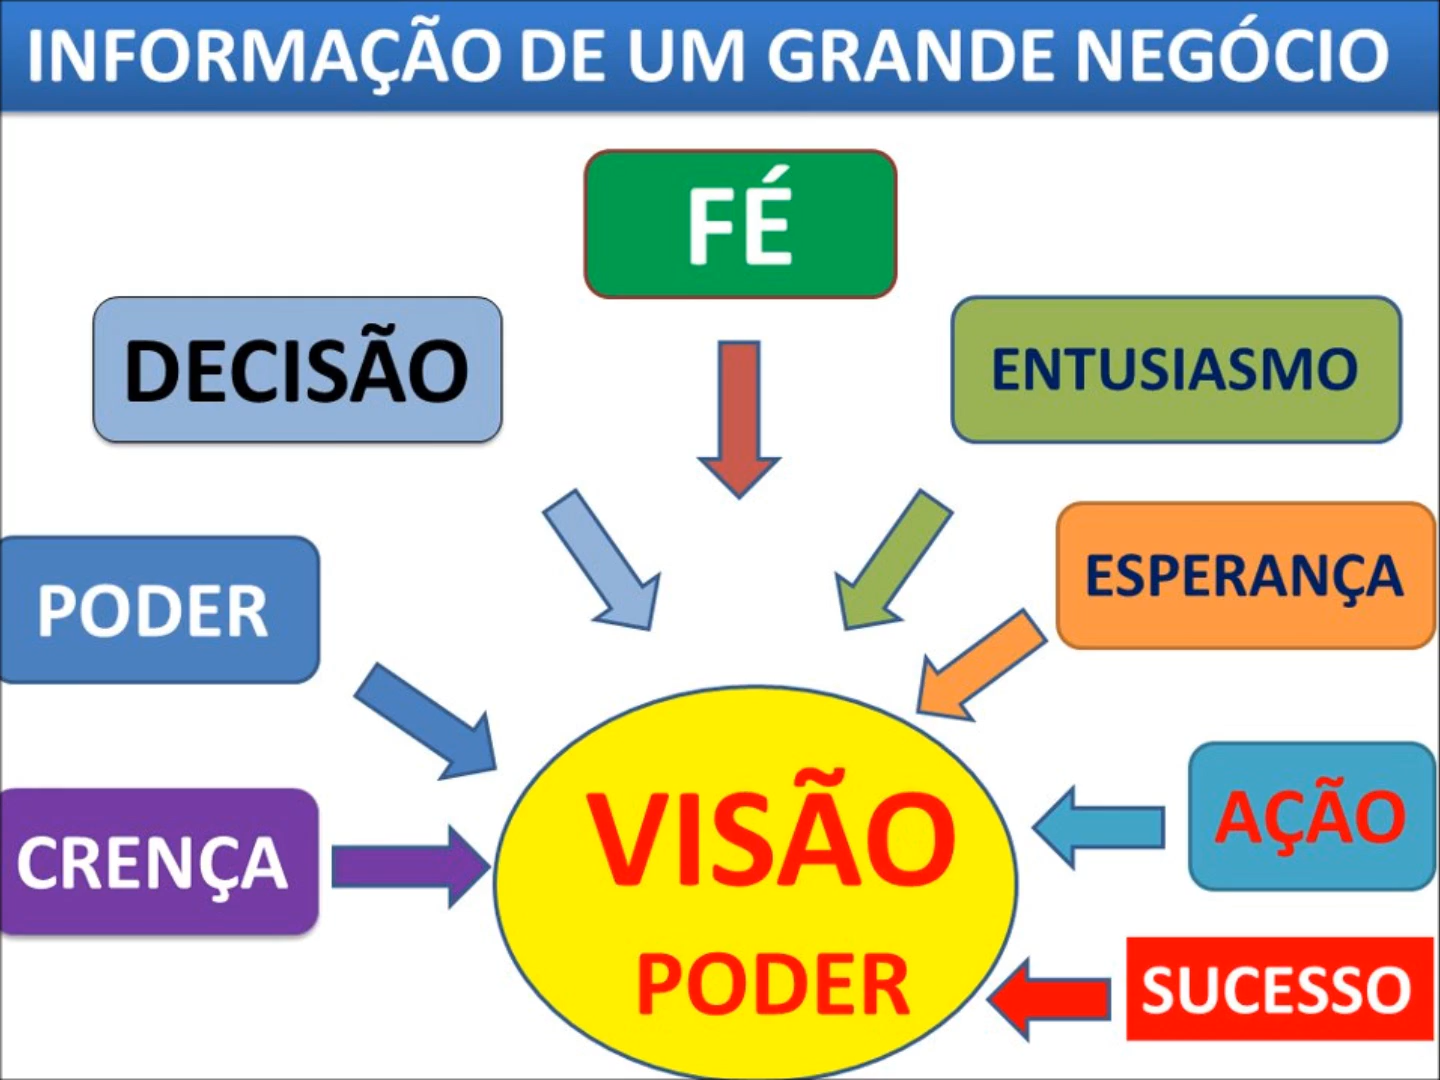 INFORMAÇÃO DE UM GRANDE NEGÓCIO
FÉ
DECISÃO
ENTUSIASMO
PODER
ESPERANÇA
CRENÇA
VISÃO
PODER
AÇÃO
SUCESSO